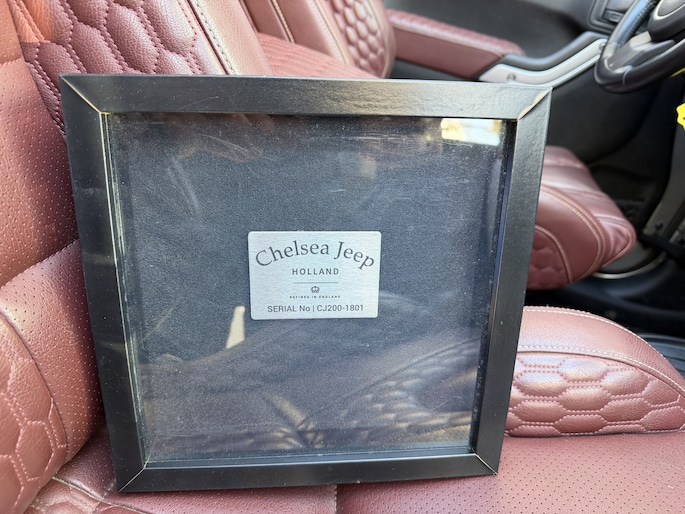 Chelsea Jeep
HOLLAND
REFINED IN ENGLAND
SERIAL No | CJ200-1801